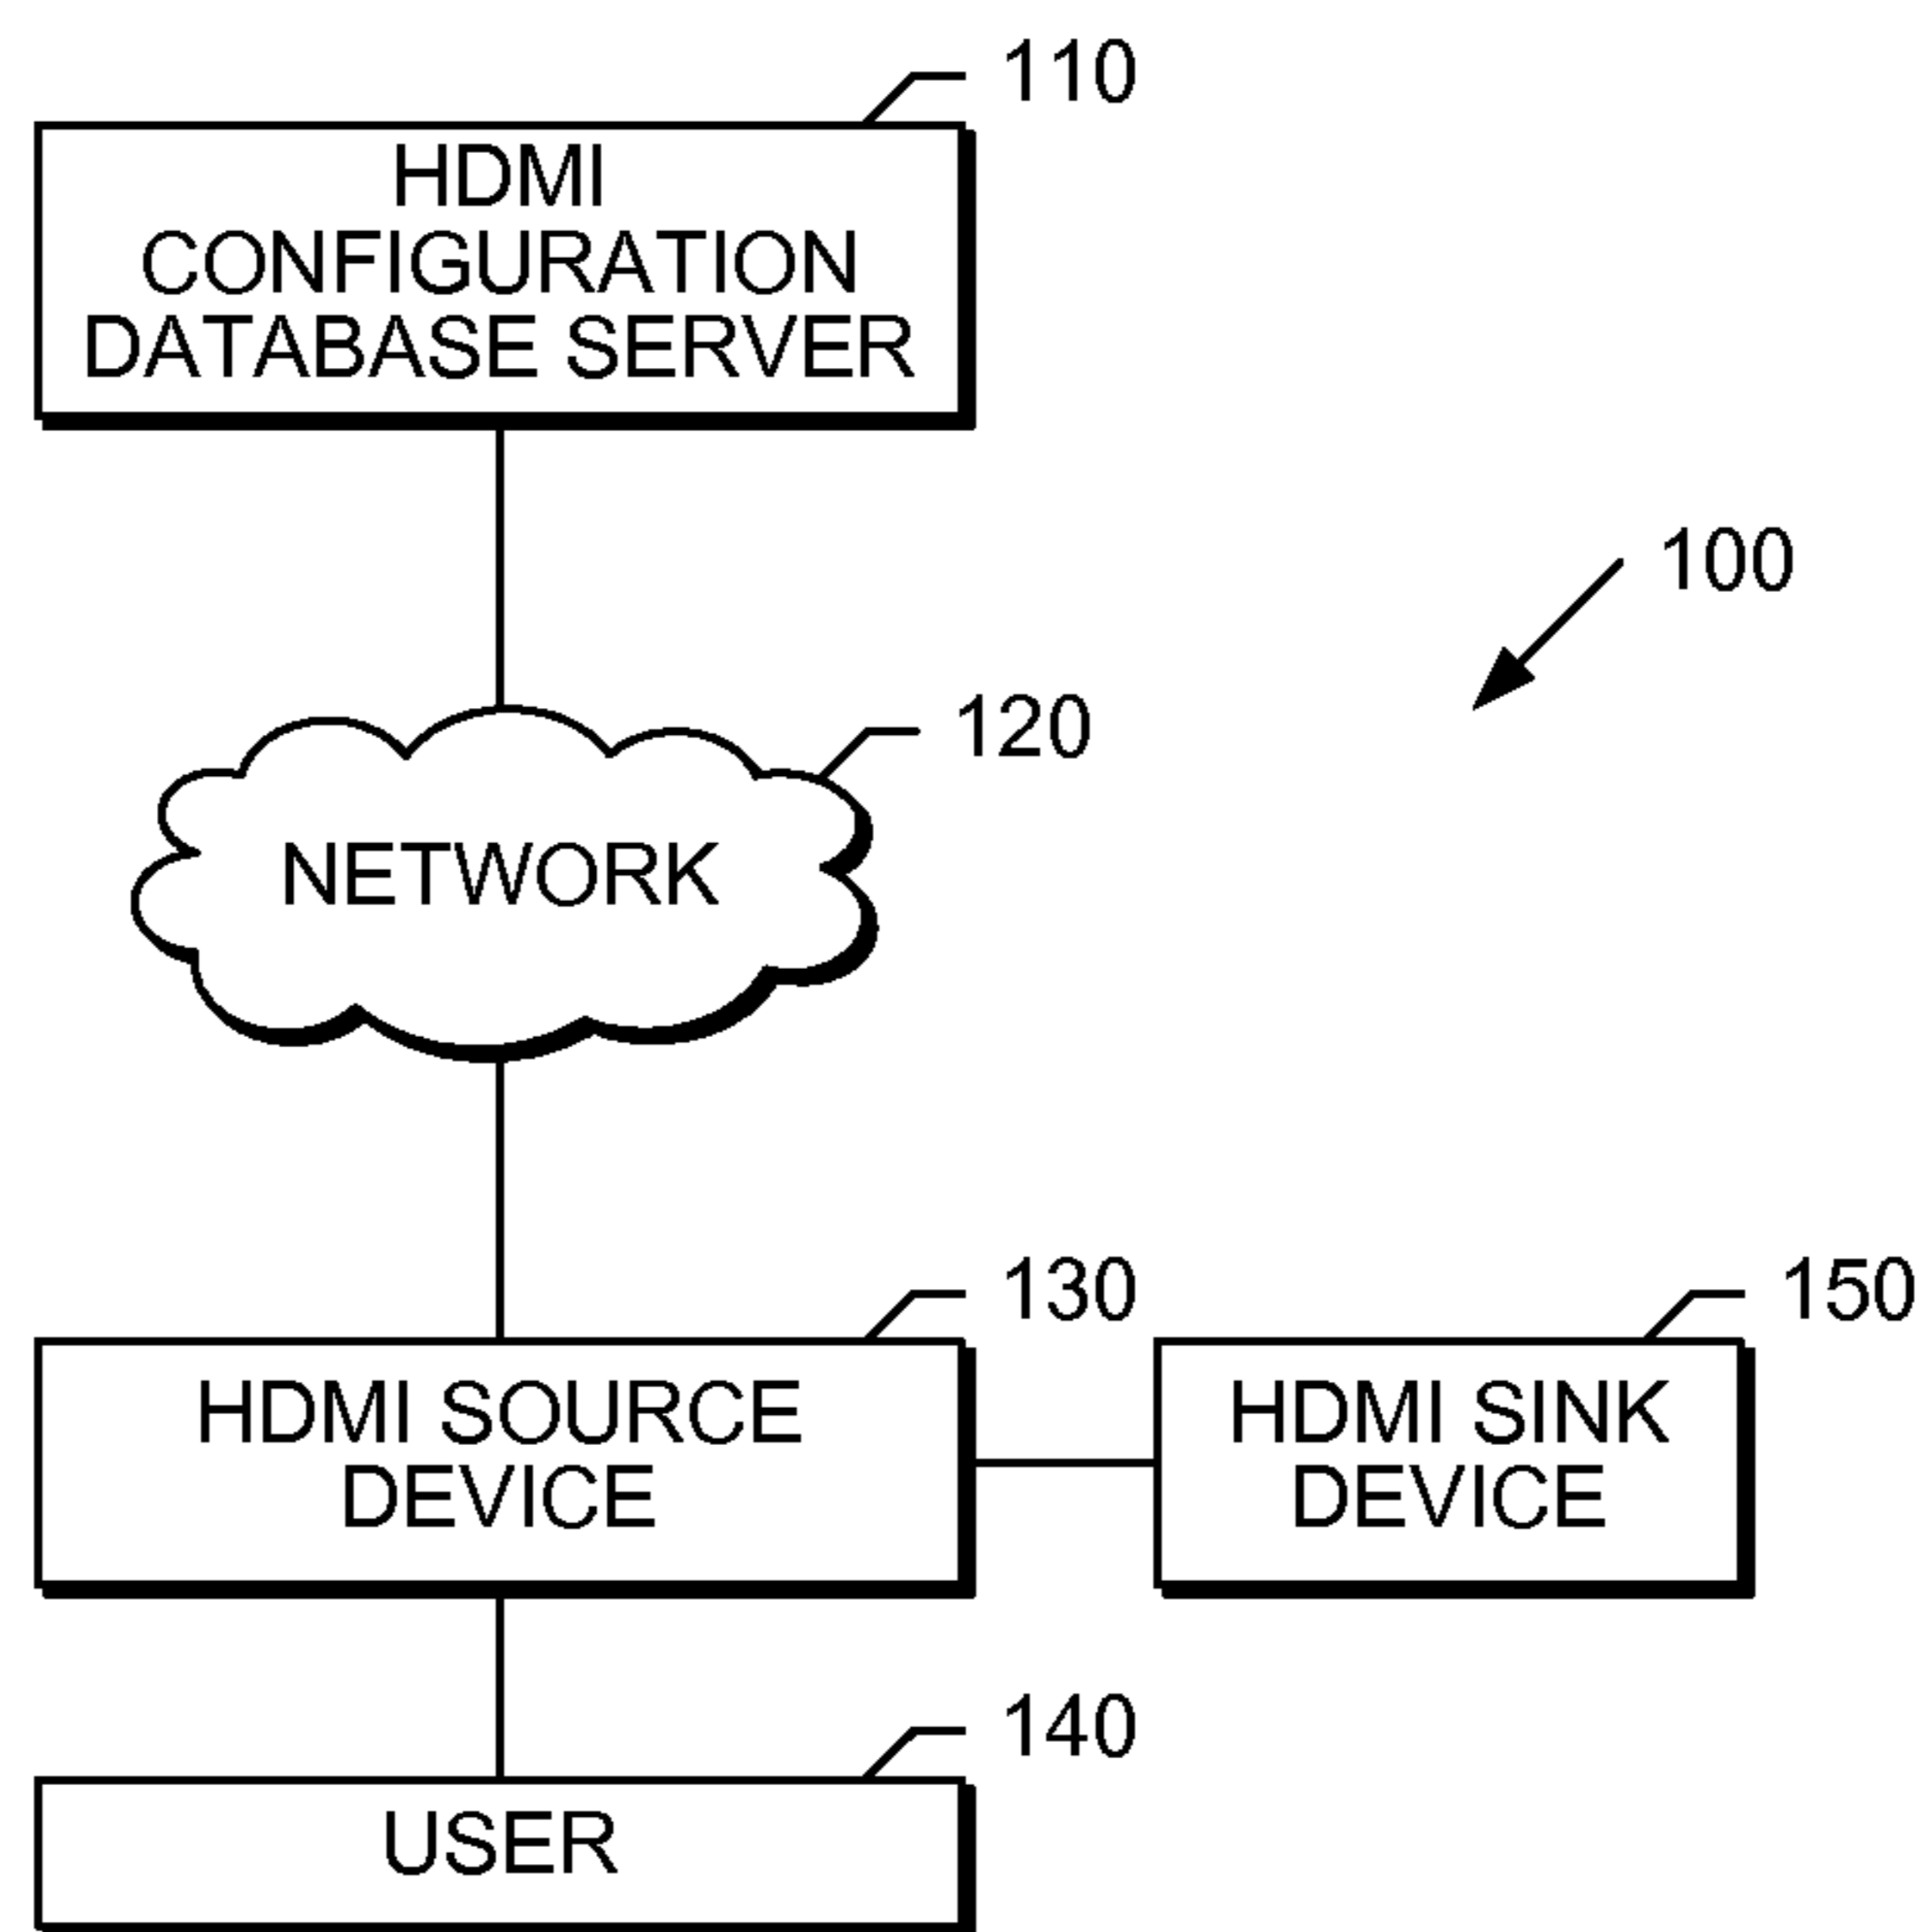 110
HDMI
CONFIGURATION
DATABASE SERVER
100
120
NETWORK
130
150
HDMI SOURCE
DEVICE
HDMI SINK
DEVICE
140
USER